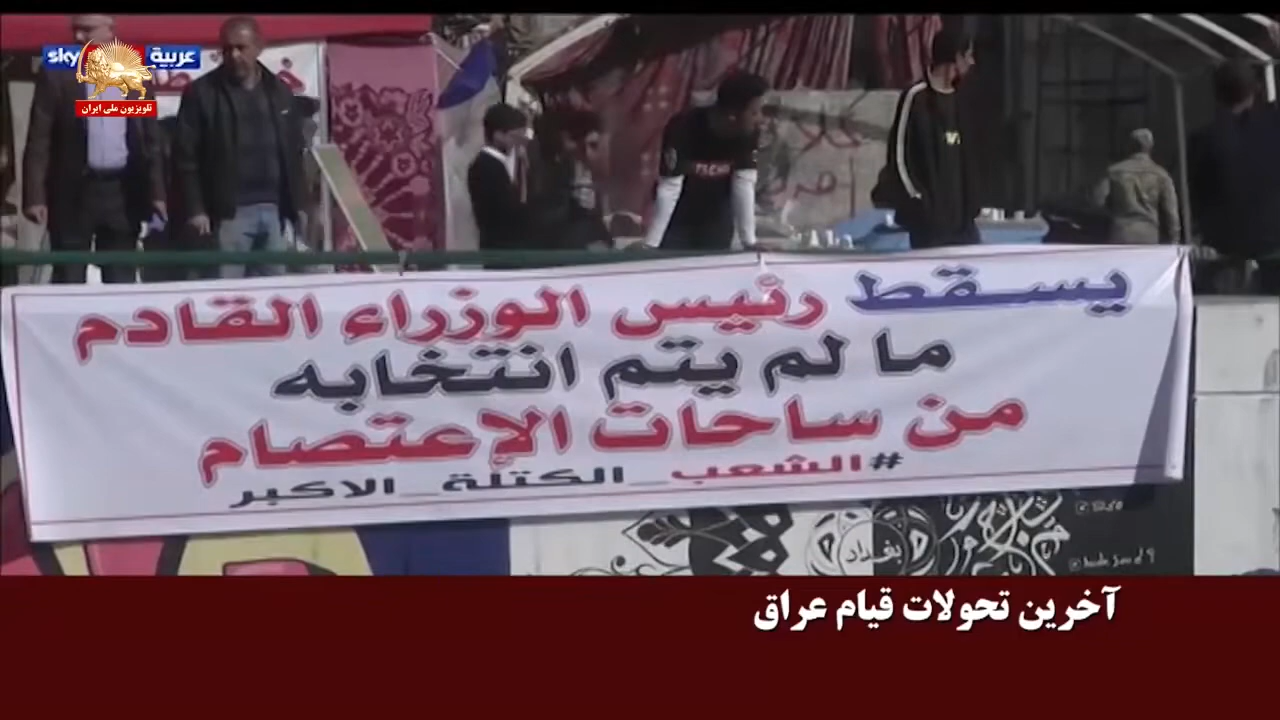 sky عربية
تلویزیون ملی ایران
يسقط رئيس الوزراء القادم
ما لم يتم انتخابه
من ساحات الإعتصام
#الشعب_الكتلة_الاكبر
بغداد
آخرین تحولات قیام عراق